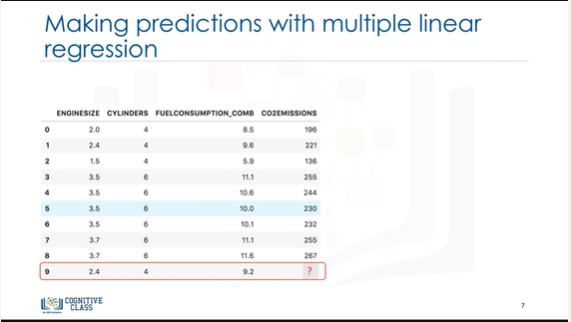 Making predictions with multiple linear
regression
ENGINESIZE CYLINDERS FUELCONSUMPTION_COMB CO2EMISSIONS
0 2.0 4 8.5 196
1 2.4 4 9.6 221
2 1.5 4 5.9 136
3 3.5 6 11.1 255
4 3.5 6 10.6 244
5 3.5 6 10.0 230
6 3.5 6 10.1 232
7 3.7 6 11.1 255
8 3.7 6 11.6 267
9 2.4 4 9.2 ?
COGNITIVE
CLASS
7